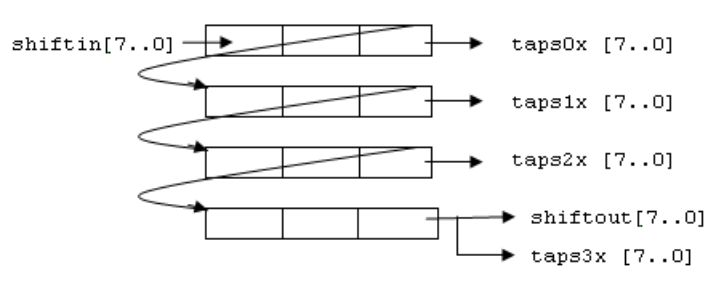 shiftin[7..0]
taps0x [7..0]
taps1x [7..0]
taps2x [7..0]
shiftout[7..0]
taps3x [7..0]